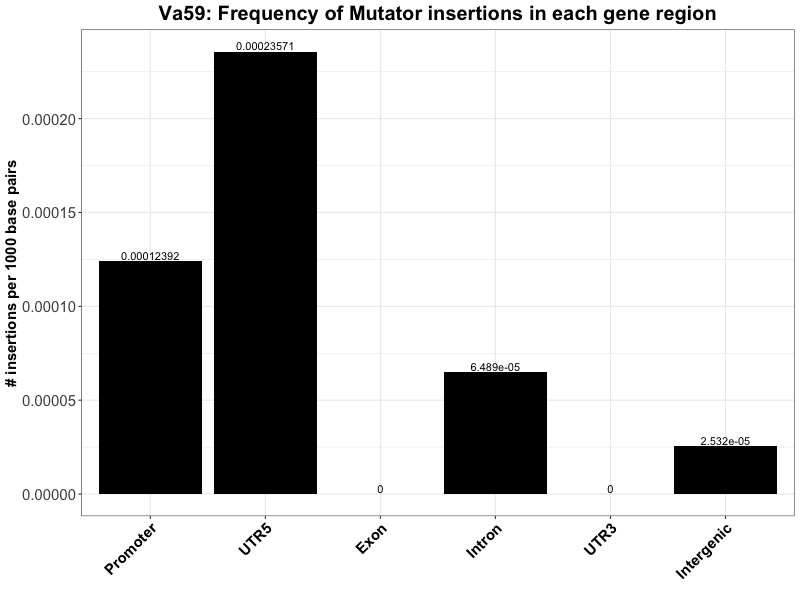 Va59: Frequency of Mutator insertions in each gene region
# insertions per 1000 base pairs
0.00020
0.00015
0.00010
0.00005
0.00000
0.00012392
0.00023571
0
6.489e-05
0
2.532e-05
Promoter
UTR5
Exon
Intron
UTR3
Intergenic